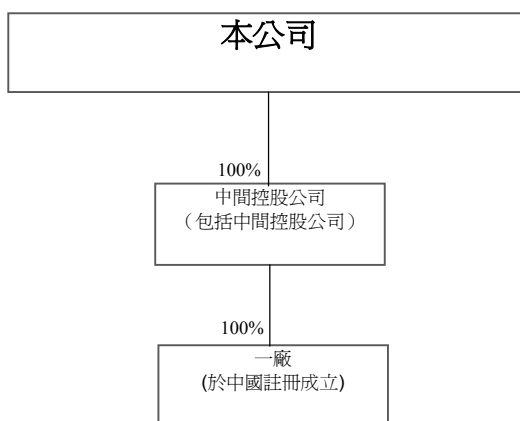 本公司
100%
中間控股公司
（包括中間控股公司）
100%
一廠
(於中國註冊成立)